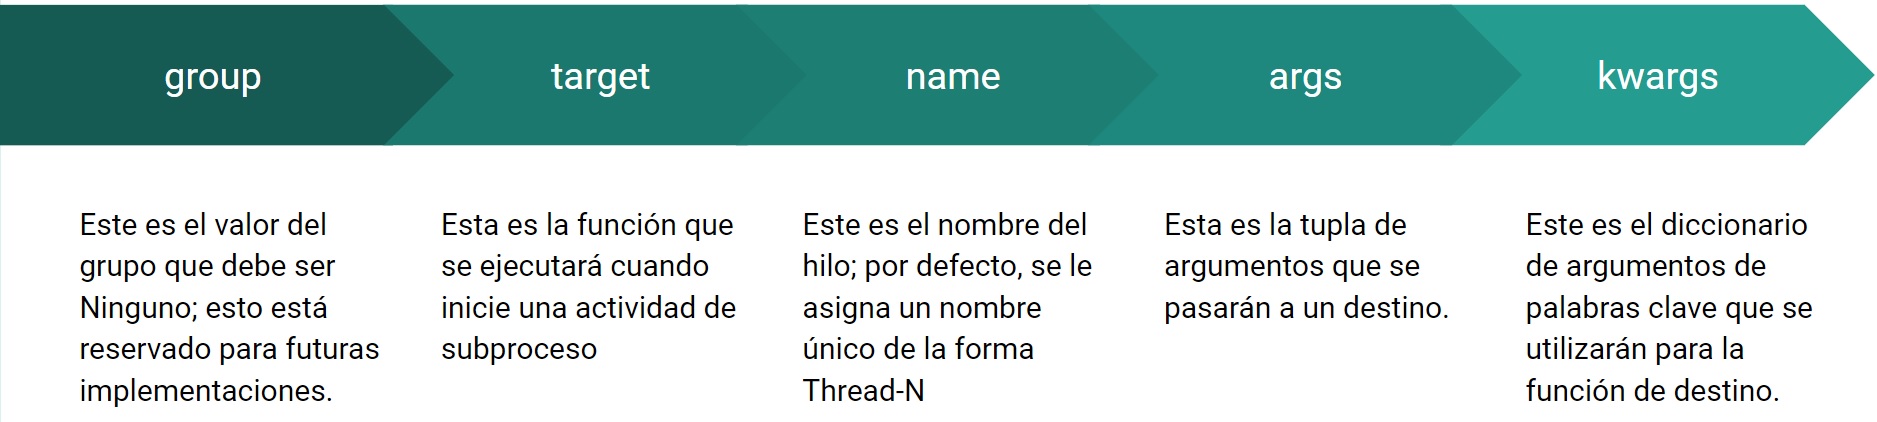 group
target
name
args
kwargs
Este es el valor del
grupo que debe ser
Ninguno; esto está
reservado para futuras
implementaciones.
Esta es la función que
se ejecutará cuando
inicie una actividad de
subproceso
Este es el nombre del
hilo; por defecto, se le
asigna un nombre
único de la forma
Thread-N
Esta es la tupla de
argumentos que se
pasarán a un destino.
Este es el diccionario
de argumentos de
palabras clave que se
utilizarán para la
función de destino.